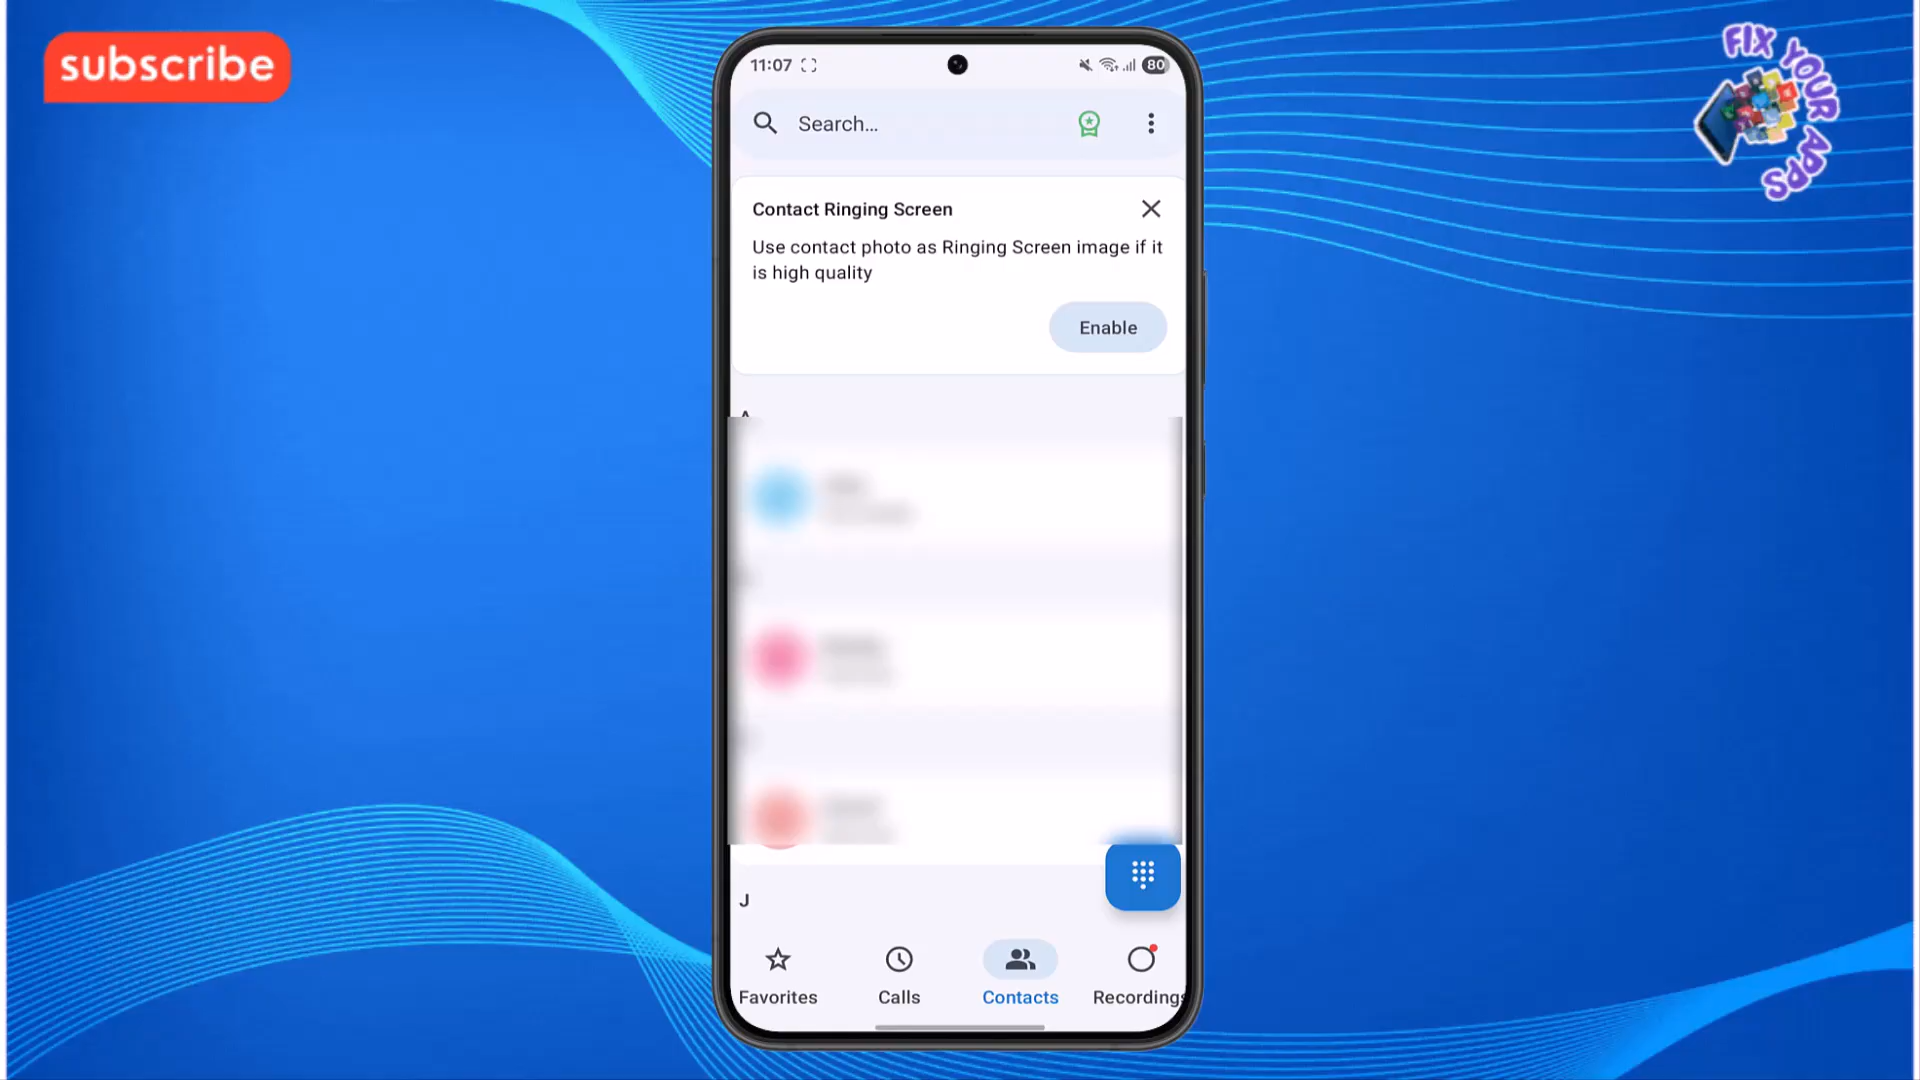 subscribe
FIX YOUR APPS
11:07
80
Search...
Contact Ringing Screen
Use contact photo as Ringing Screen image if it
is high quality
Enable
A
J
Favorites
Calls
Contacts
Recordings